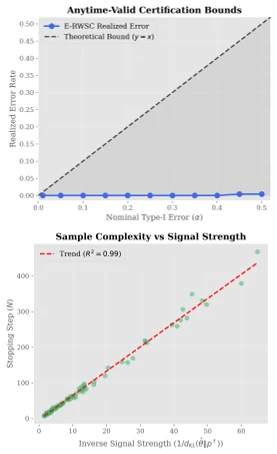 Anytime-Valid Certification Bounds
E-RWSC Realized Error
Theoretical Bound (y = x)
Realized Error Rate
0.50
0.45
0.40
0.35
0.30
0.25
0.20
0.15
0.10
0.05
0.00
0.0 0.1 0.2 0.3 0.4 0.5
Nominal Type-I Error (α)
Sample Complexity vs Signal Strength
Trend (R² = 0.99)
Stopping Step (N)
400
300
200
100
0
0 10 20 30 40 50 60
Inverse Signal Strength